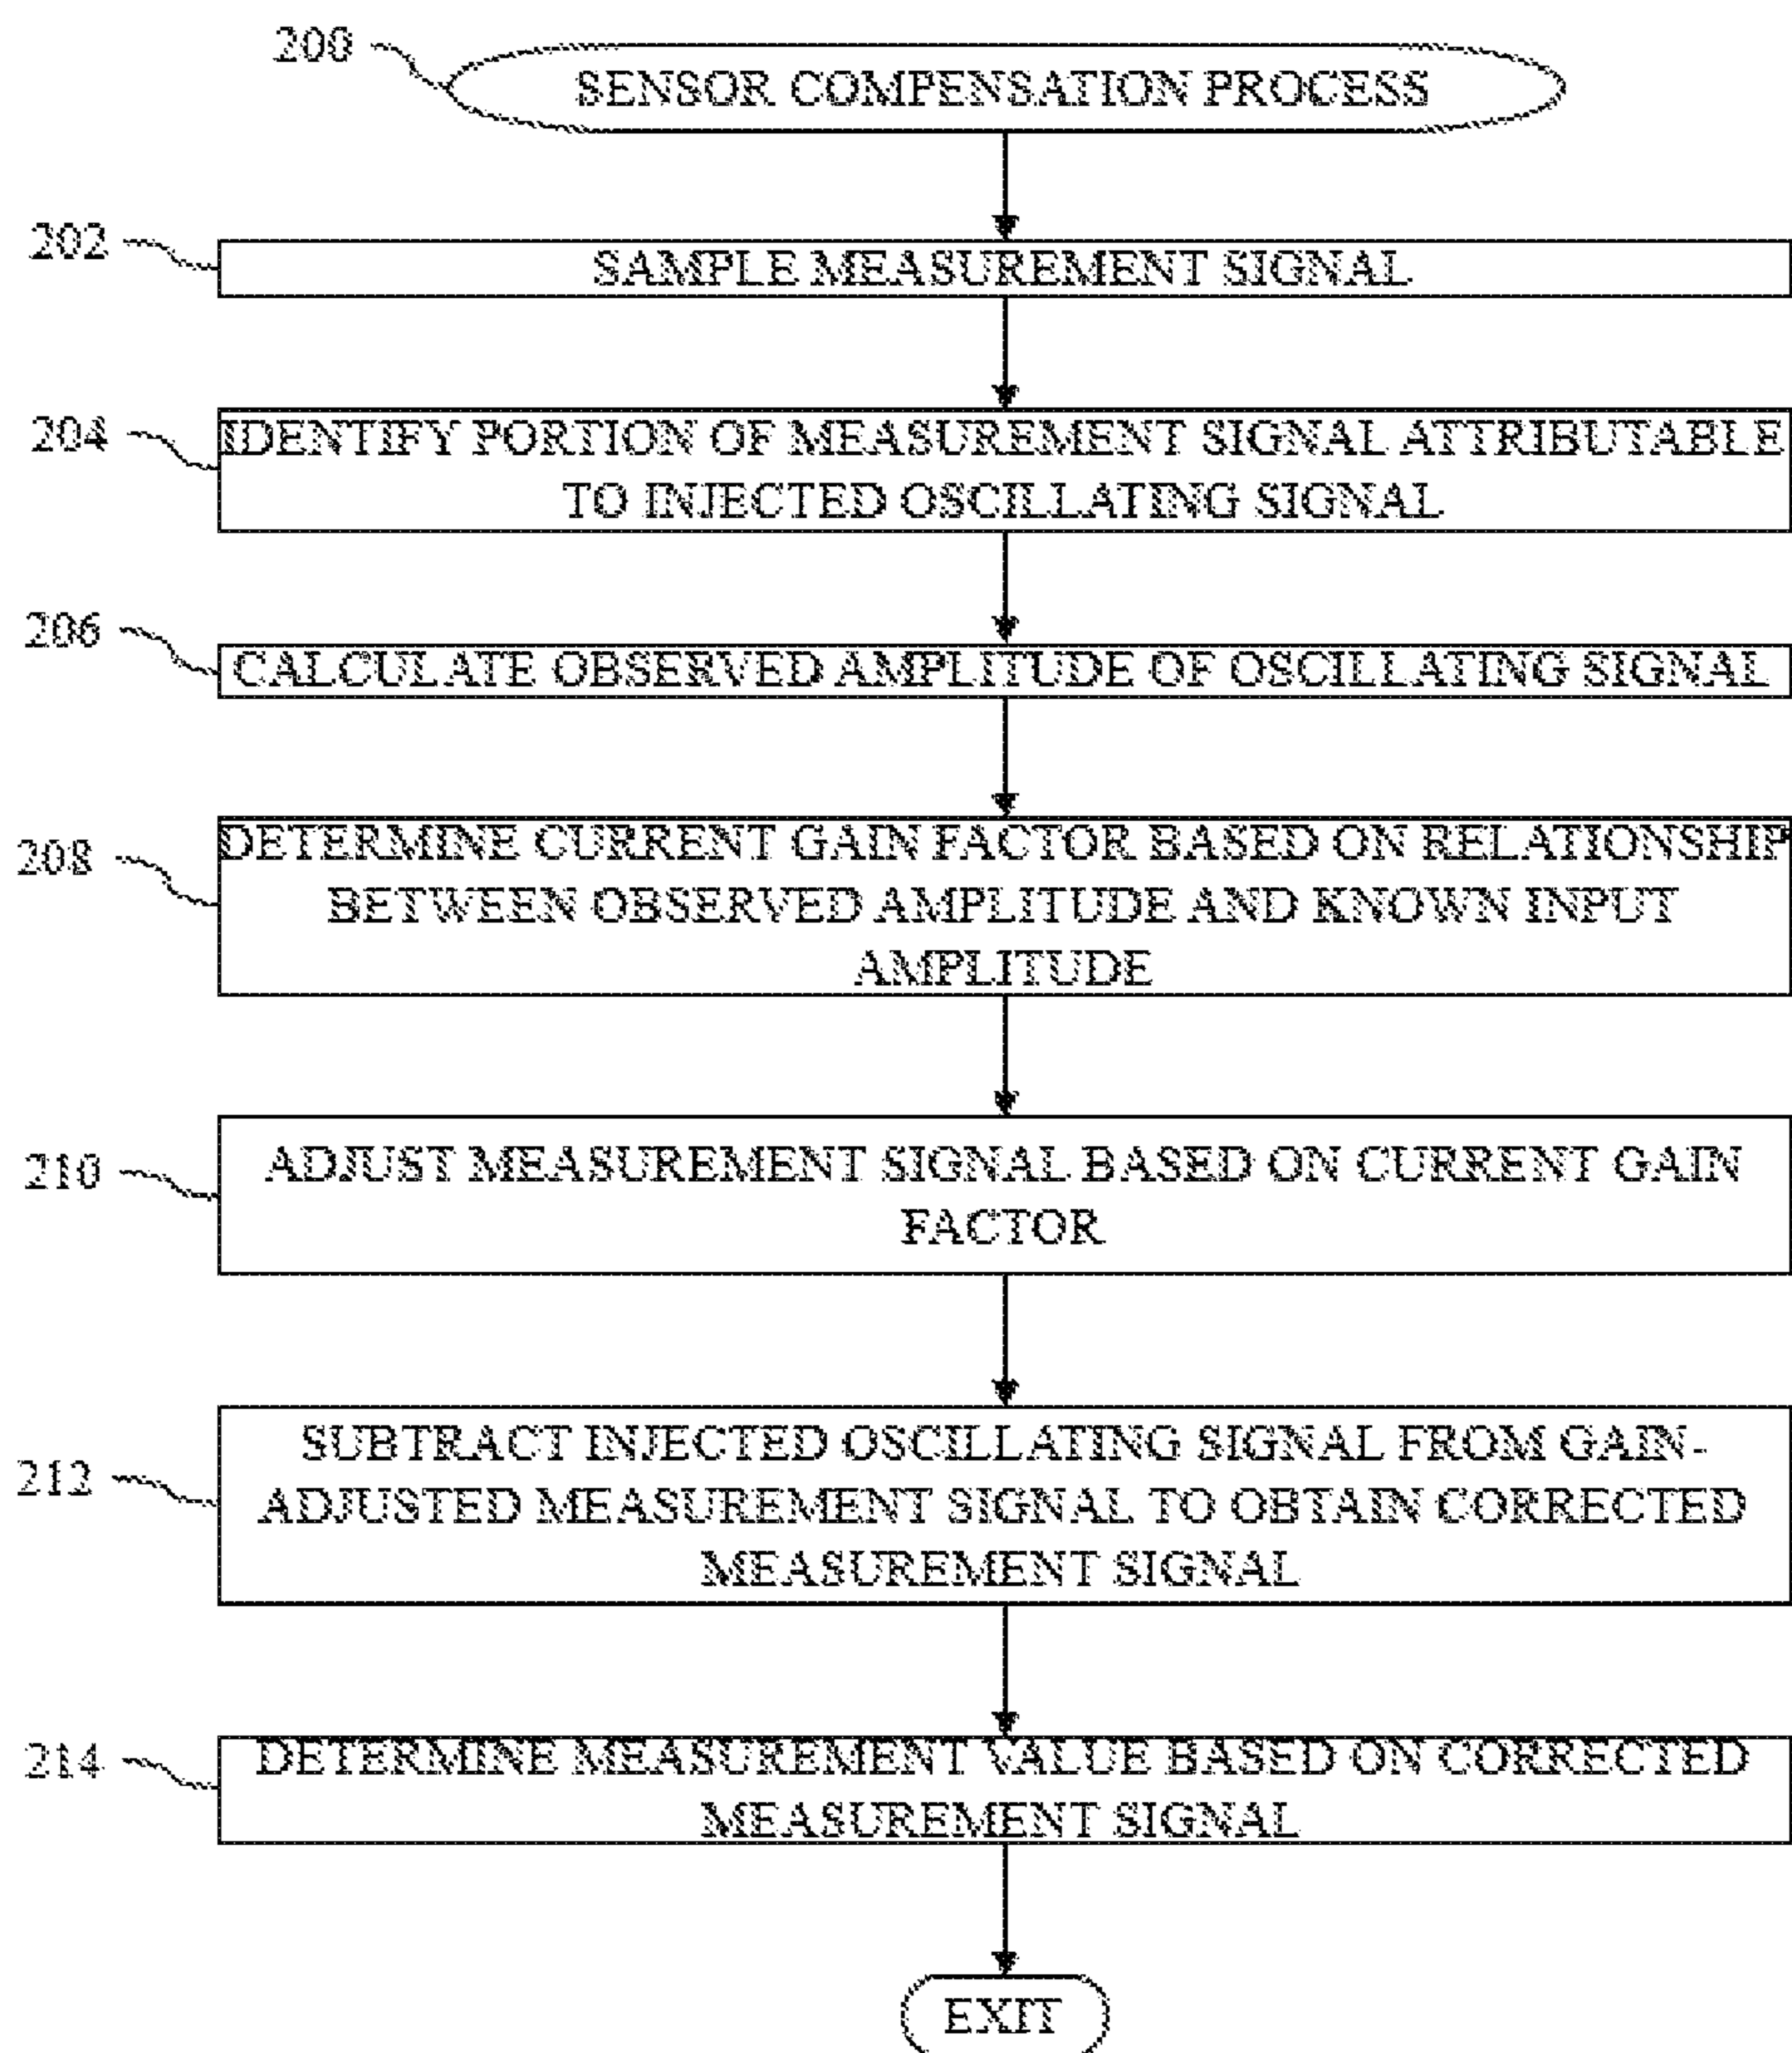 200
SENSOR COMPENSATION PROCESS
202
SAMPLE MEASUREMENT SIGNAL
204
IDENTIFY PORTION OF MEASUREMENT SIGNAL ATTRIBUTABLE
TO INJECTED OSCILLATING SIGNAL
206
CALCULATE OBSERVED AMPLITUDE OF OSCILLATING SIGNAL
208
DETERMINE CURRENT GAIN FACTOR BASED ON RELATIONSHIP
BETWEEN OBSERVED AMPLITUDE AND KNOWN INPUT
AMPLITUDE
210
ADJUST MEASUREMENT SIGNAL BASED ON CURRENT GAIN
FACTOR
212
SUBTRACT INJECTED OSCILLATING SIGNAL FROM GAIN-
ADJUSTED MEASUREMENT SIGNAL TO OBTAIN CORRECTED
MEASUREMENT SIGNAL
214
DETERMINE MEASUREMENT VALUE BASED ON CORRECTED
MEASUREMENT SIGNAL
EXIT